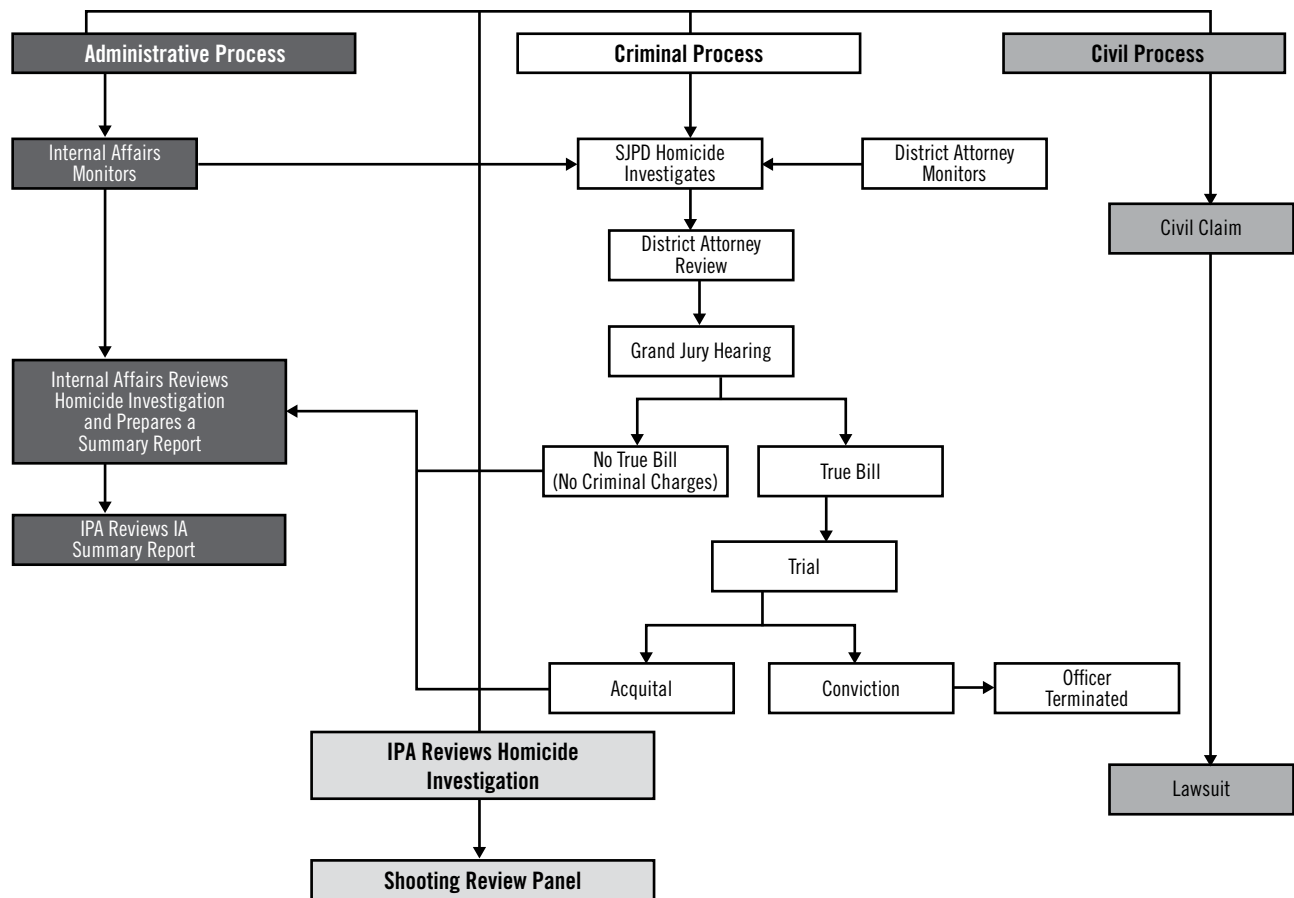 Administrative Process
Criminal Process
Civil Process
Internal Affairs
Monitors
SJPD Homicide
Investigates
District Attorney
Monitors
Civil Claim
District Attorney
Review
Grand Jury Hearing
Internal Affairs Reviews
Homicide Investigation
and Prepares a
Summary Report
No True Bill
(No Criminal Charges)
True Bill
IPA Reviews IA
Summary Report
Trial
Acquital
Conviction
Officer
Terminated
IPA Reviews Homicide
Investigation
Lawsuit
Shooting Review Panel